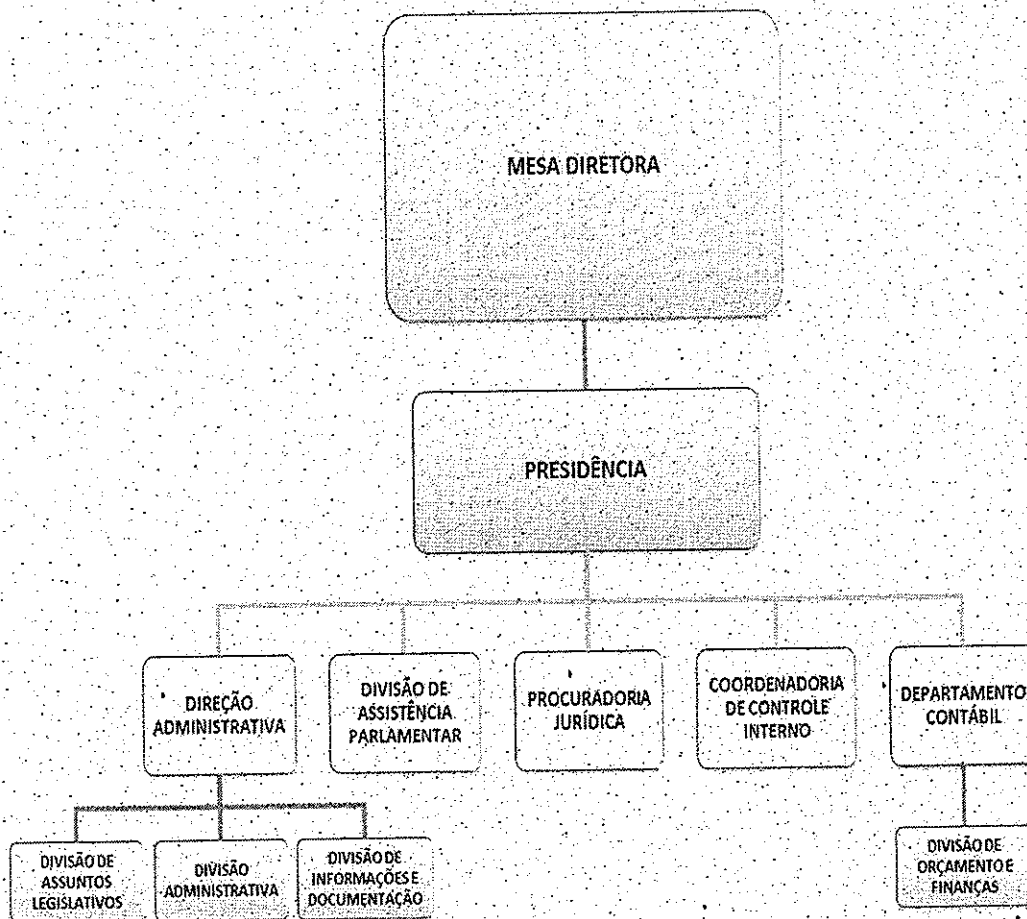 MESA DIRETORA
PRESIDÊNCIA
DIREÇÃO
ADMINISTRATIVA
DIVISÃO DE
ASSISTÊNCIA
PARLAMENTAR
PROCURADORIA
JURÍDICA
COORDENADORIA
DE CONTROLE
INTERNO
DEPARTAMENTO
CONTÁBIL
DIVISÃO DE
ASSUNTOS
LEGISLATIVOS
DIVISÃO
ADMINISTRATIVA
DIVISÃO DE
INFORMAÇÕES E
DOCUMENTAÇÃO
DIVISÃO DE
ORÇAMENTO E
FINANÇAS